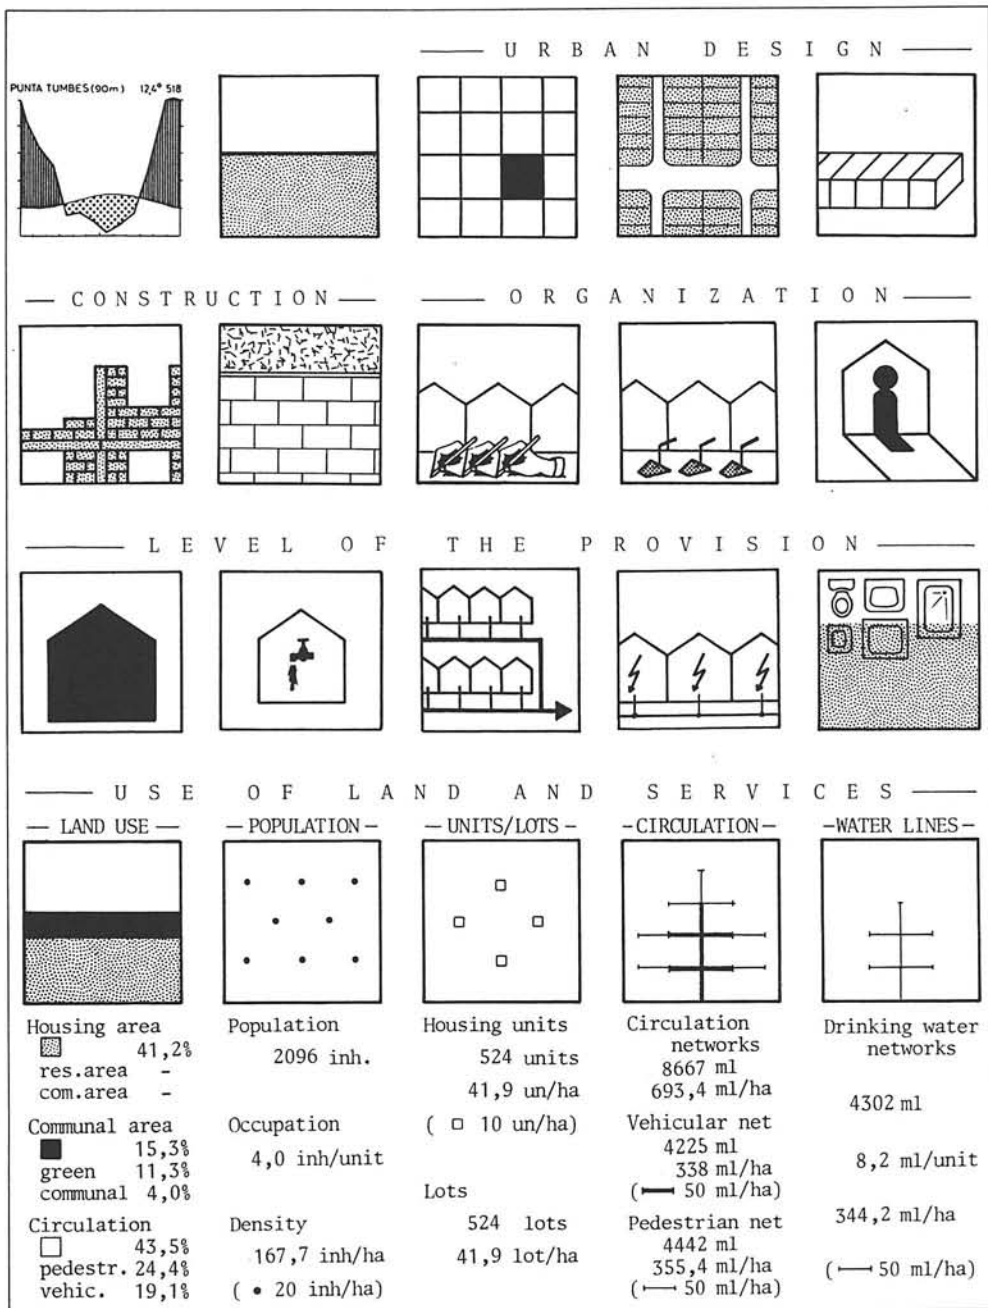 URBAN DESIGN
PUNTA TUMBES (90m) 12,4° 518
CONSTRUCTION
ORGANIZATION
LEVEL OF THE PROVISION
USE OF LAND AND SERVICES
LAND USE
Housing area
41,2%
res.area -
com.area -
Communal area
15,3%
green 11,3%
communal 4,0%
Circulation
43,5%
pedestr. 24,4%
vehic. 19,1%
POPULATION
Population
2096 inh.
Occupation
4,0 inh/unit
Density
167,7 inh/ha
( • 20 inh/ha)
UNITS/LOTS
Housing units
524 units
41,9 un/ha
( □ 10 un/ha)
Lots
524 lots
41,9 lot/ha
CIRCULATION
Circulation
networks
8667 ml
693,4 ml/ha
Vehicular net
4225 ml
338 ml/ha
( 50 ml/ha)
Pedestrian net
4442 ml
355,4 ml/ha
( 50 ml/ha)
WATER LINES
Drinking water
networks
4302 ml
8,2 ml/unit
344,2 ml/ha
( 50 ml/ha)